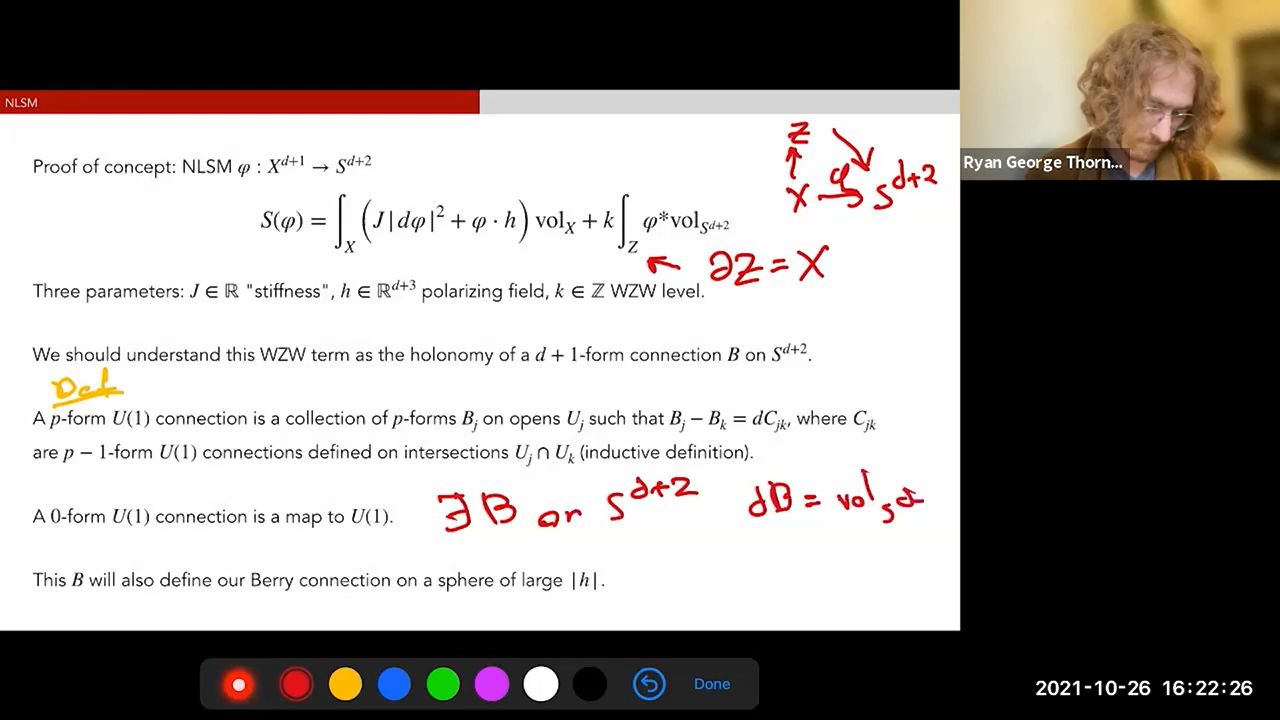 NLSM
Proof of concept: NLSM φ : X^{d+1} → S^{d+2}
S(φ) = ∫_X (J|dφ|² + φ · h) vol_X + k ∫_Z φ*vol_{S^{d+2}}
Z
X →^φ S^{d+2}
∂Z = X
Three parameters: J ∈ ℝ "stiffness", h ∈ ℝ^{d+3} polarizing field, k ∈ ℤ WZW level.
We should understand this WZW term as the holonomy of a d + 1-form connection B on S^{d+2}.
Def
A p-form U(1) connection is a collection of p-forms B_j on opens U_j such that B_j − B_k = dC_{jk}, where C_{jk}
are p − 1-form U(1) connections defined on intersections U_j ∩ U_k (inductive definition).
∃ B on S^{d+2} dB = vol
A 0-form U(1) connection is a map to U(1).
This B will also define our Berry connection on a sphere of large |h|.
Ryan George Thorn...
Done
2021-10-26 16:22:26